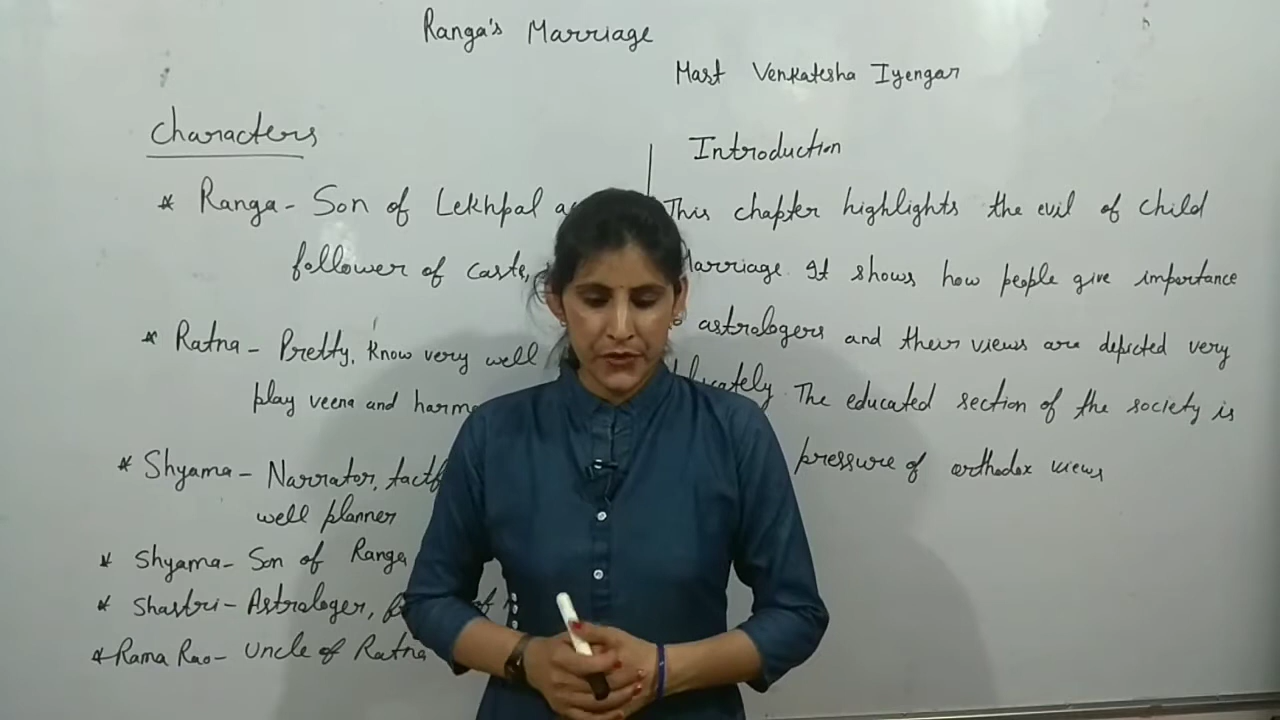 Ranga's Marriage
Mast Venkatesha Iyengar
Characters
* Ranga - Son of Lekhpal
follower of caste,
* Ratna - Pretty, Know very well
play veena and
* Shyama - Narrator,
well planner
* Shyama - Son of Ranga
* Shastri - Astrologer, of
* Rama Rao - Uncle of Ratna
Introduction
This chapter highlights the evil of child
Marriage. It shows how people give importance
astrologers and their views are depicted very
The educated section of the society is
pressure of orthodox views